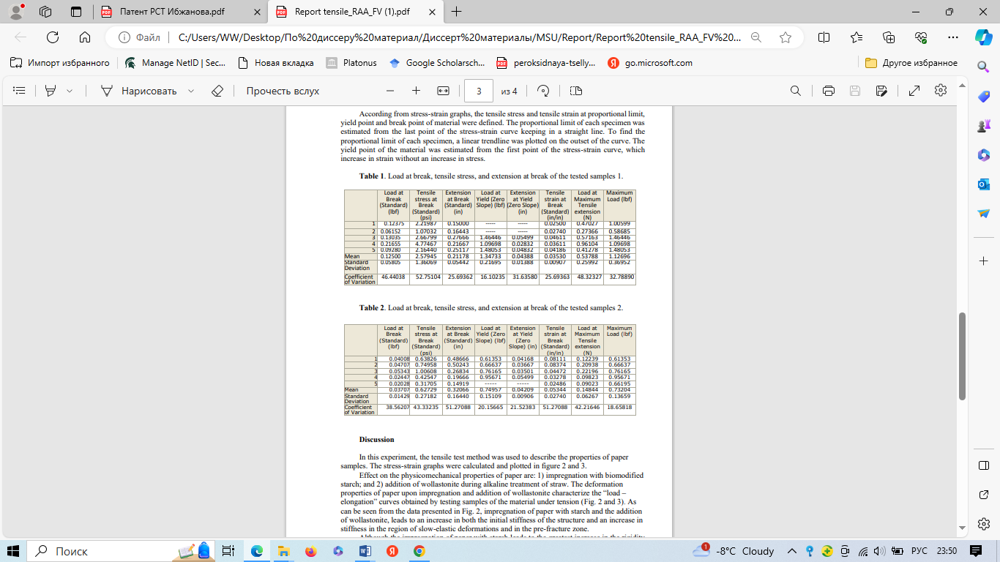 Патент РСТ Ибжанова.pdf
Report tensile_RAA_FV (1).pdf
Файл
C:/Users/WW/Desktop/По%20диссеру%20материал/Диссерт%20материалы/MSU/Report/Report%20tensile_RAA_FV%20...
Импорт избранного
Manage NetID | Sec...
Новая вкладка
Platonus
Google Scholarsch...
peroksidnaya-tselly...
go.microsoft.com
Другое избранное
Нарисовать
Прочесть вслух
3
из 4
According from stress-strain graphs, the tensile stress and tensile strain at proportional limit,
yield point and break point of material were defined. The proportional limit of each specimen was
estimated from the last point of the stress-strain curve keeping in a straight line. To find the
proportional limit of each specimen, a linear trendline was plotted on the outset of the curve. The
yield point of the material was estimated from the first point of the stress-strain curve, which
increase in strain without an increase in stress.
Table 1. Load at break, tensile stress, and extension at break of the tested samples 1.
Load at Tensile Extension Load at Extension Tensile Load at Maximum
Break stress at at Break Yield (Zero at Yield strain at Maximum Load (lbf)
(Standard) Break (Standard) Slope) (lbf) (Zero Slope) Break Tensile
(lbf) (Standard) (in) (in) (Standard) extension
(psi) (in/in) (N)
1 0.12375 2.21987 0.15000 ----- ----- 0.02500 0.47027 1.00599
2 0.06152 1.07032 0.16443 ----- ----- 0.02740 0.27366 0.58685
3 0.13035 2.66799 0.27666 1.46446 0.05499 0.04611 0.57163 1.46446
4 0.21655 4.77467 0.21667 1.09698 0.02832 0.03611 0.96104 1.09698
5 0.09280 2.16440 0.25117 1.48053 0.04832 0.04186 0.41278 1.48053
Mean 0.12500 2.57945 0.21178 1.34733 0.04388 0.03530 0.53788 1.12696
Standard 0.05805 1.36069 0.05442 0.21695 0.01388 0.00907 0.25992 0.36952
Deviation
Coefficient 46.44038 52.75104 25.69362 16.10235 31.63580 25.69363 48.32327 32.78890
of Variation
Table 2. Load at break, tensile stress, and extension at break of the tested samples 2.
Load at Tensile Extension Load at Extension Tensile Load at Maximum
Break stress at at Break Yield (Zero at Yield strain at Maximum Load (lbf)
(Standard) Break (Standard) Slope) (lbf) (Zero Break Tensile
(lbf) (Standard) (in) Slope) (in) (Standard) extension
(psi) (in/in) (N)
1 0.04008 0.63826 0.48666 0.61353 0.04168 0.08111 0.12239 0.61353
2 0.04707 0.74958 0.50243 0.66637 0.03667 0.08374 0.20938 0.66637
3 0.05343 1.00608 0.26834 0.76165 0.03501 0.04472 0.22196 0.76165
4 0.02447 0.42547 0.19666 0.95671 0.05499 0.03278 0.09823 0.95671
5 0.02028 0.31705 0.14919 ----- ----- 0.02486 0.09023 0.66195
Mean 0.03707 0.62729 0.32066 0.74957 0.04209 0.05344 0.14844 0.73204
Standard 0.01429 0.27182 0.16440 0.15109 0.00906 0.02740 0.06267 0.13659
Deviation
Coefficient 38.56207 43.33235 51.27088 20.15665 21.52383 51.27088 42.21646 18.65818
of Variation
Discussion
In this experiment, the tensile test method was used to describe the properties of paper
samples. The stress-strain graphs were calculated and plotted in figure 2 and 3.
Effect on the physicomechanical properties of paper are: 1) impregnation with biomodified
starch; and 2) addition of wollastonite during alkaline treatment of straw. The deformation
properties of paper upon impregnation and addition of wollastonite characterize the “load –
elongation” curves obtained by testing samples of the material under tension (Fig. 2 and 3). As
can be seen from the data presented in Fig. 2, impregnation of paper with starch and the addition
of wollastonite, leads to an increase in both the initial stiffness of the structure and an increase in
stiffness in the region of slow-elastic deformations and in the pre-fracture zone.
Although the impregnation of paper with starch leads to the greatest increase in the rigidity
Поиск
1
-8°C Cloudy
РУС
23:50